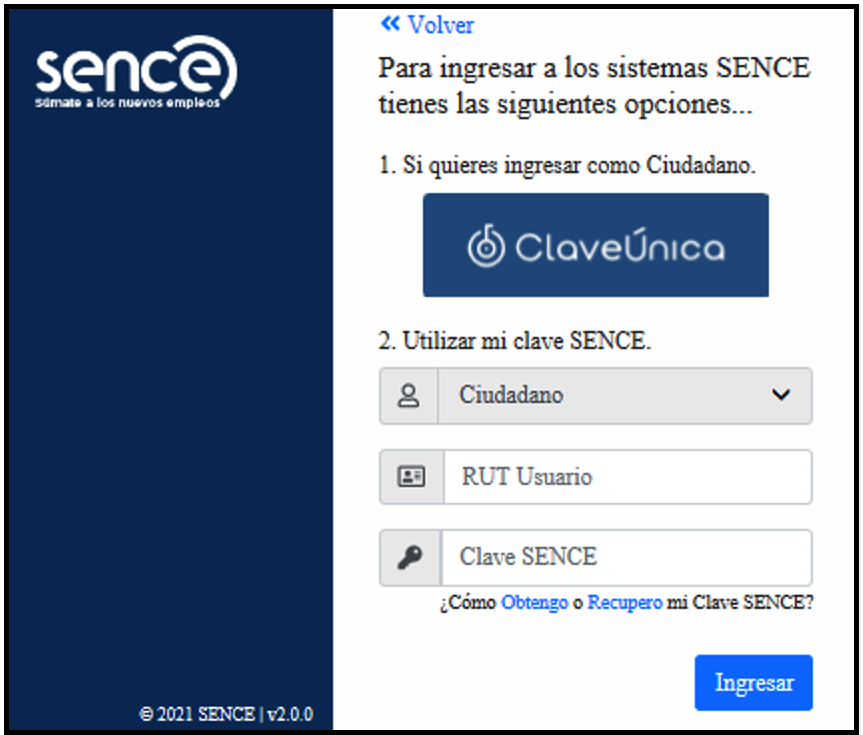 sence
Súmate a los nuevos empleos
© 2021 SENCE | v2.0.0
Volver
Para ingresar a los sistemas SENCE
tienes las siguientes opciones...
1. Si quieres ingresar como Ciudadano.
ClaveÚnica
2. Utilizar mi clave SENCE.
Ciudadano
RUT Usuario
Clave SENCE
¿Cómo Obtengo o Recupero mi Clave SENCE?
Ingresar